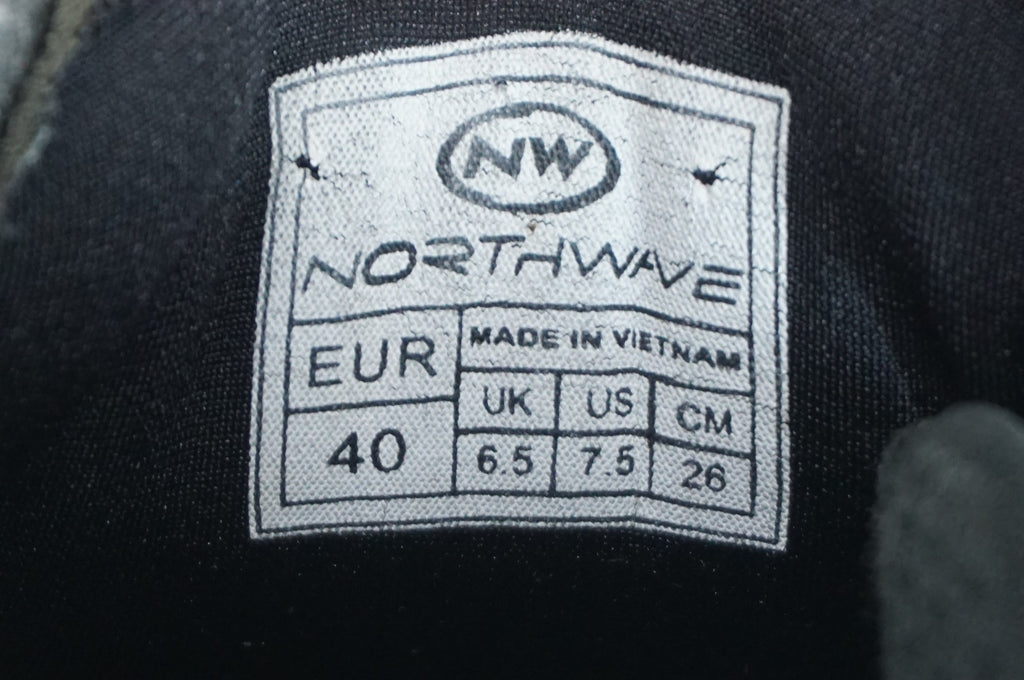 NW
NORTHWAVE
EUR
40
MADE IN VIETNAM
UK US CM
6.5 7.5 26